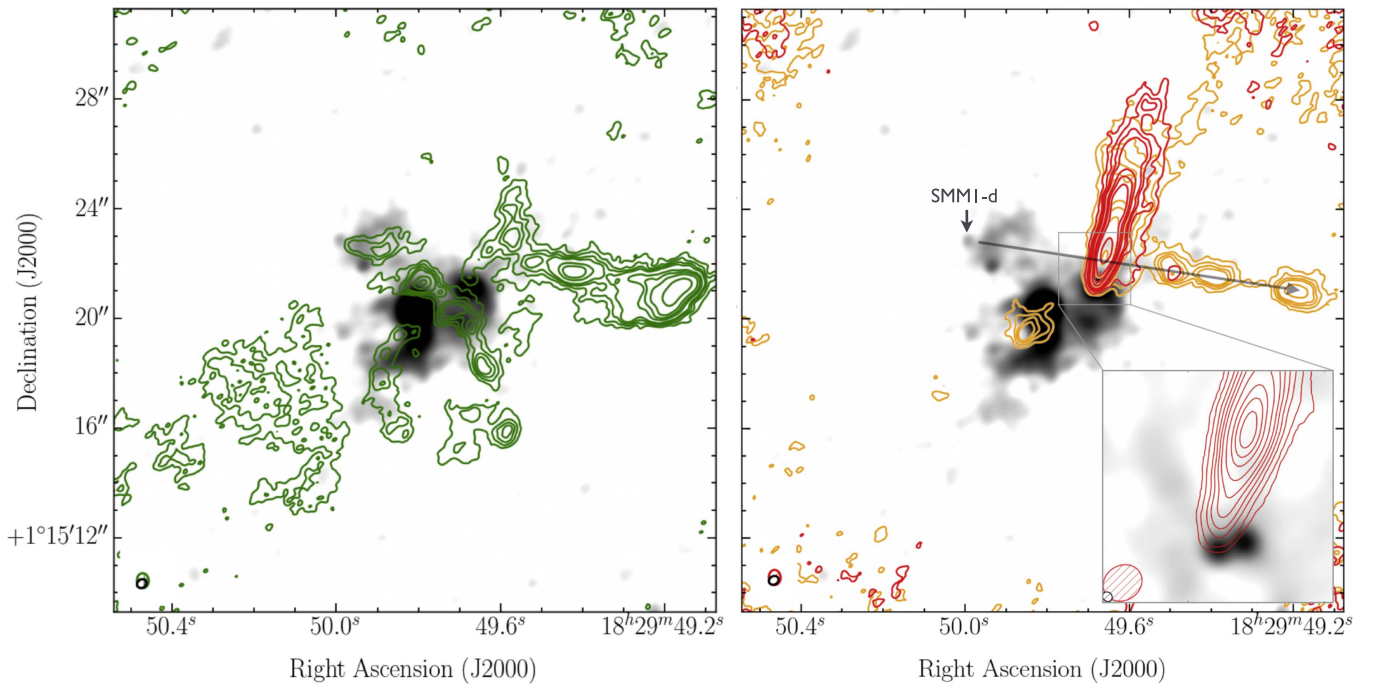 28″
24″
20″
16″
+1°15′12″
Declination (J2000)
50.4ˢ
50.0ˢ
49.6ˢ
18ʰ29ᵐ49.2ˢ
Right Ascension (J2000)
SMM1-d
50.4ˢ
50.0ˢ
49.6ˢ
18ʰ29ᵐ49.2ˢ
Right Ascension (J2000)